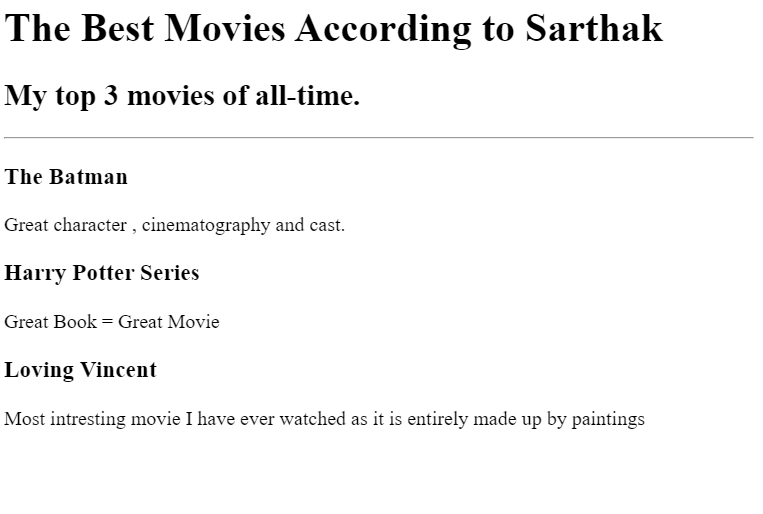 The Best Movies According to Sarthak
My top 3 movies of all-time.
The Batman
Great character , cinematography and cast.
Harry Potter Series
Great Book = Great Movie
Loving Vincent
Most intresting movie I have ever watched as it is entirely made up by paintings